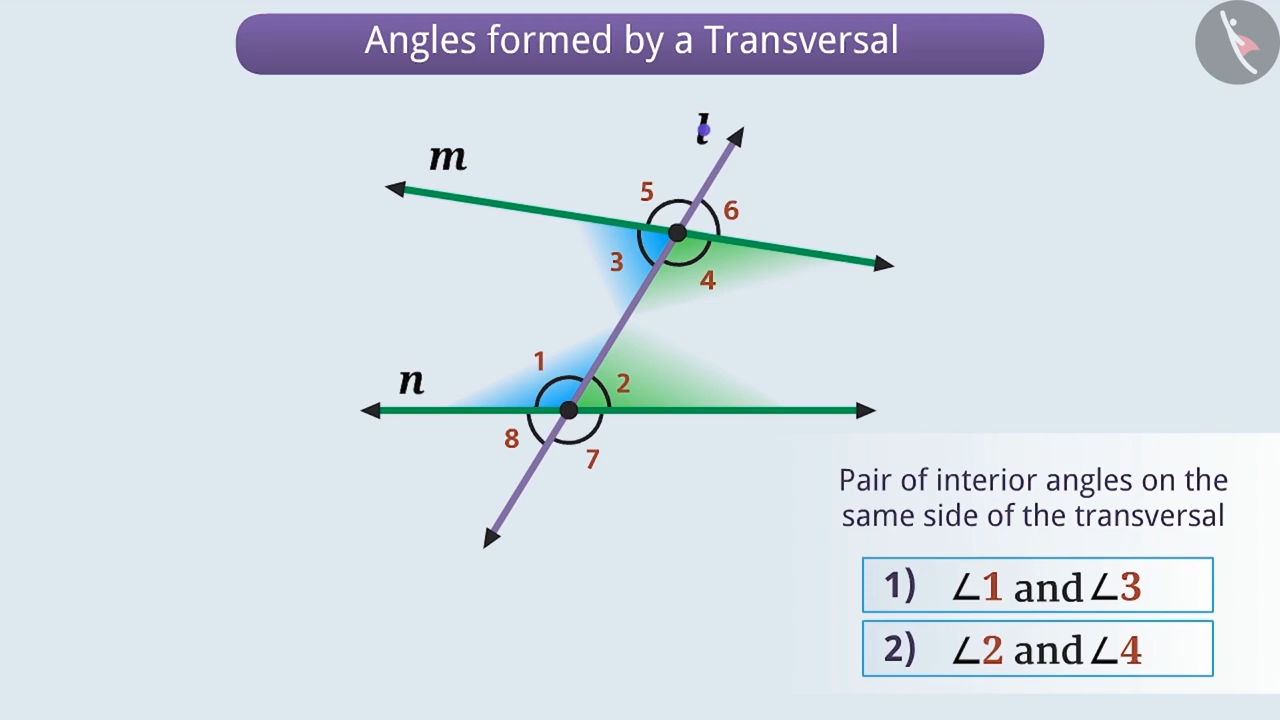 Angles formed by a Transversal
l
m
5
6
3
4
1
n
2
8
7
Pair of interior angles on the
same side of the transversal
1) ∠1 and ∠3
2) ∠2 and ∠4